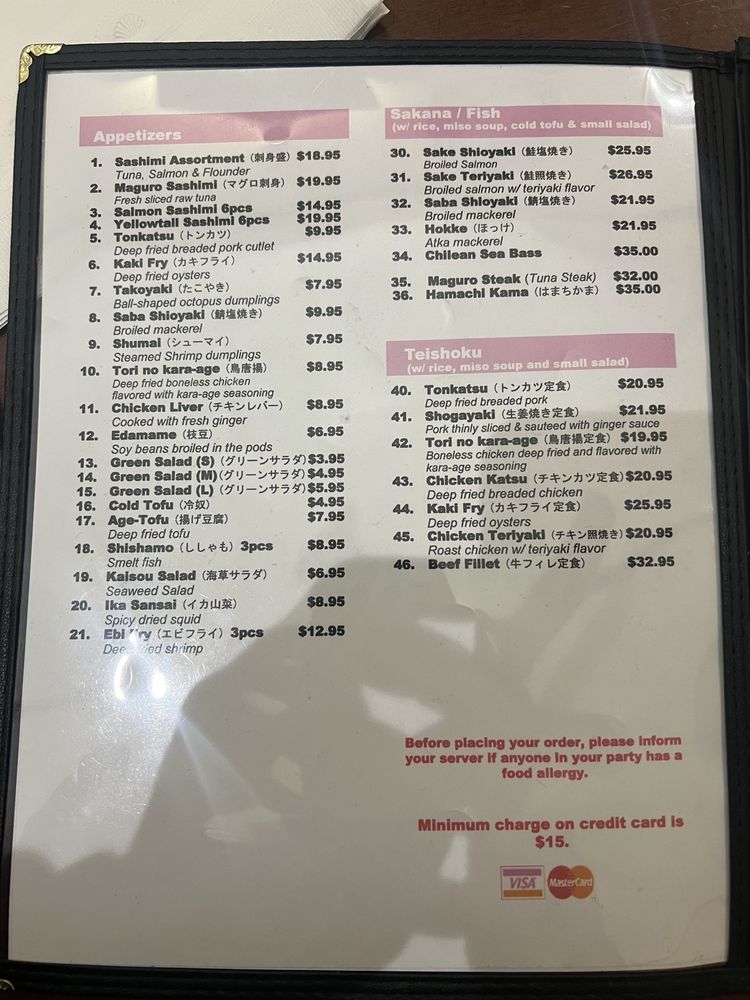 Appetizers
1. Sashimi Assortment (刺身盛) $18.95
Tuna, Salmon & Flounder
2. Maguro Sashimi (マグロ刺身) $19.95
Fresh sliced raw tuna
3. Salmon Sashimi 6pcs $14.95
4. Yellowtail Sashimi 6pcs $19.95
5. Tonkatsu (トンカツ) $9.95
Deep fried breaded pork cutlet
6. Kaki Fry (カキフライ) $14.95
Deep fried oysters
7. Takoyaki (たこやき) $7.95
Ball-shaped octopus dumplings
8. Saba Shioyaki (鯖塩焼き) $9.95
Broiled mackerel
9. Shumai (シューマイ) $7.95
Steamed Shrimp dumplings
10. Tori no kara-age (鳥唐揚) $8.95
Deep fried boneless chicken
flavored with kara-age seasoning
11. Chicken Liver (チキンレバー) $8.95
Cooked with fresh ginger
12. Edamame (枝豆) $6.95
Soy beans broiled in the pods
13. Green Salad (S) (グリーンサラダ) $3.95
14. Green Salad (M) (グリーンサラダ) $4.95
15. Green Salad (L) (グリーンサラダ) $5.95
16. Cold Tofu (冷奴) $4.95
17. Age-Tofu (揚げ豆腐) $7.95
Deep fried tofu
18. Shishamo (ししゃも) 3pcs $8.95
Smelt fish
19. Kaisou Salad (海草サラダ) $6.95
Seaweed Salad
20. Ika Sansai (イカ山菜) $8.95
Spicy dried squid
21. Ebi Fry (エビフライ) 3pcs $12.95
Deep fried shrimp
Sakana / Fish
(w/ rice, miso soup, cold tofu & small salad)
30. Sake Shioyaki (鮭塩焼き) $25.95
Broiled Salmon
31. Sake Teriyaki (鮭照焼き) $26.95
Broiled salmon w/ teriyaki flavor
32. Saba Shioyaki (鯖塩焼き) $21.95
Broiled mackerel
33. Hokke (ほっけ) $21.95
Atka mackerel
34. Chilean Sea Bass $35.00
35. Maguro Steak (Tuna Steak) $32.00
36. Hamachi Kama (はまちかま) $35.00
Teishoku
(w/ rice, miso soup and small salad)
40. Tonkatsu (トンカツ定食) $20.95
Deep fried breaded pork
41. Shogayaki (生姜焼き定食) $21.95
Pork thinly sliced & sauteed with ginger sauce
42. Tori no kara-age (鳥唐揚定食) $19.95
Boneless chicken deep fried and flavored with
kara-age seasoning
43. Chicken Katsu (チキンカツ定食) $20.95
Deep fried breaded chicken
44. Kaki Fry (カキフライ定食) $25.95
Deep fried oysters
45. Chicken Teriyaki (チキン照焼き) $20.95
Roast chicken w/ teriyaki flavor
46. Beef Fillet (牛フィレ定食) $32.95
Before placing your order, please inform
your server if anyone in your party has a
food allergy.
Minimum charge on credit card is
$15.
VISA MasterCard